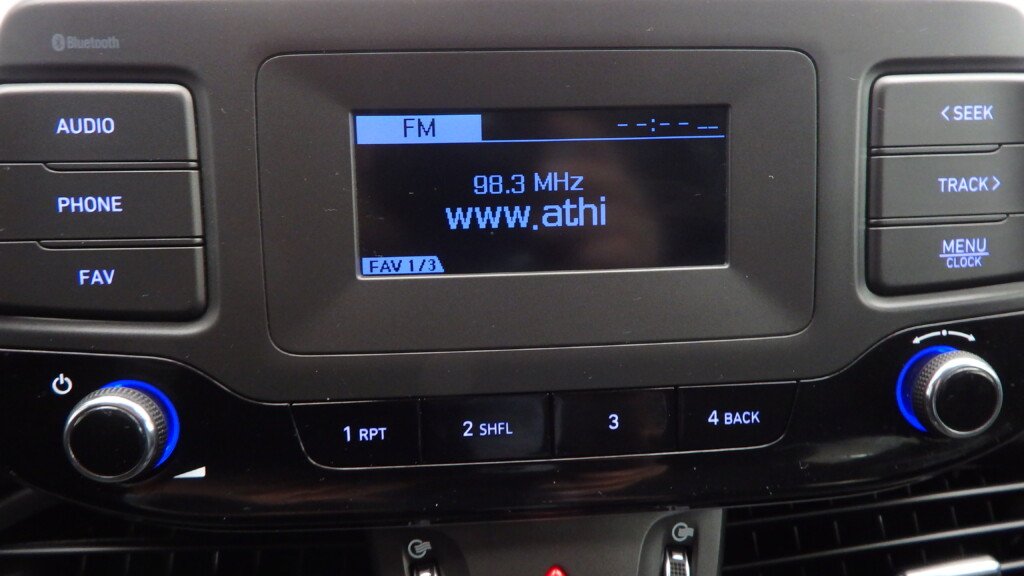 Bluetooth
AUDIO
PHONE
FAV
FM --:-- --
98.3 MHz
www.athi
FAV 1/3
< SEEK
TRACK >
MENU
CLOCK
1 RPT
2 SHFL
3
4 BACK